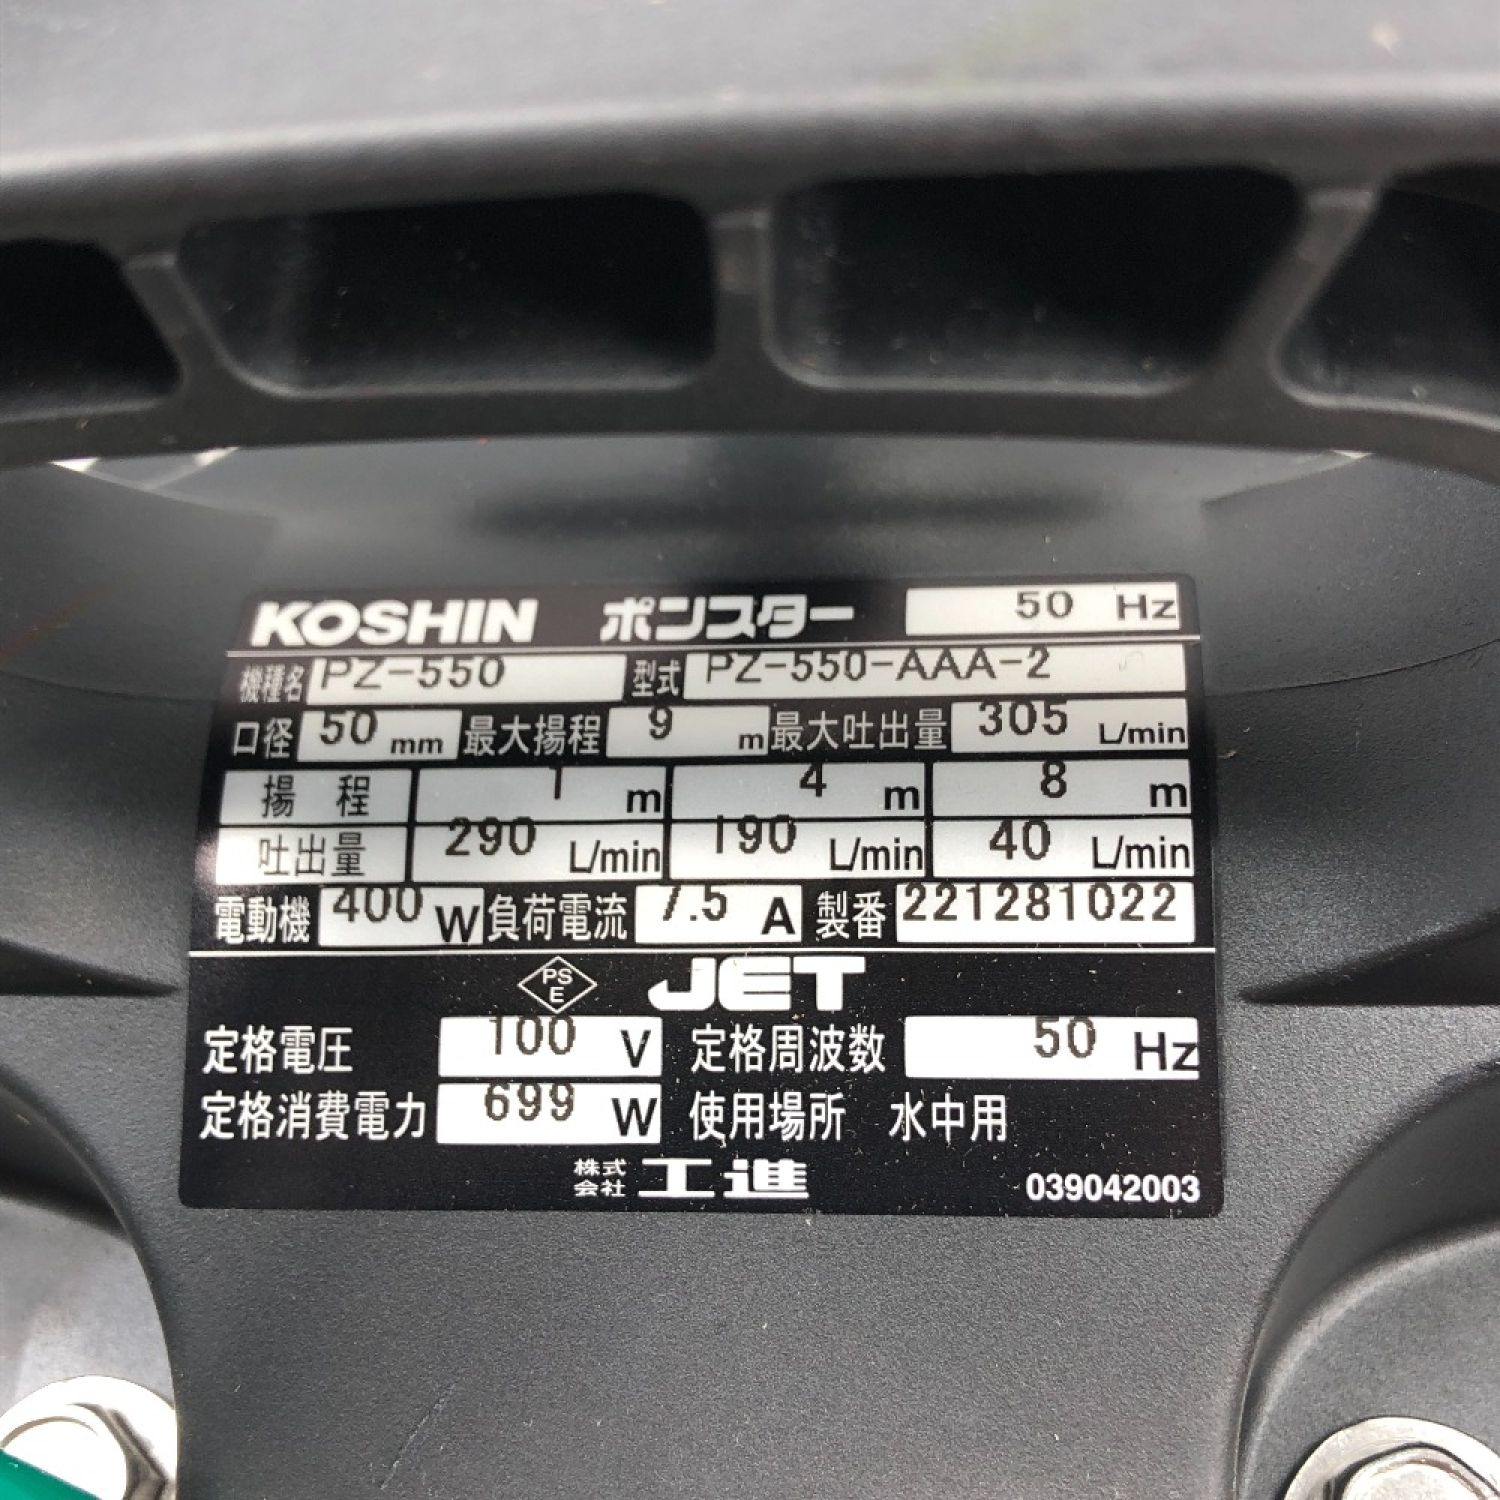 KOSHIN ポンスター 50 Hz
機種名 PZ-550 型式 PZ-550-AAA-2
口径 50 mm 最大揚程 9 m 最大吐出量 305 L/min
揚 程 1 m 4 m 8 m
吐出量 290 L/min 190 L/min 40 L/min
電動機 400 W 負荷電流 7.5 A 製番 221281022
PS E JET
定格電圧 100 V 定格周波数 50 Hz
定格消費電力 699 W 使用場所 水中用
株式会社 工進 039042003